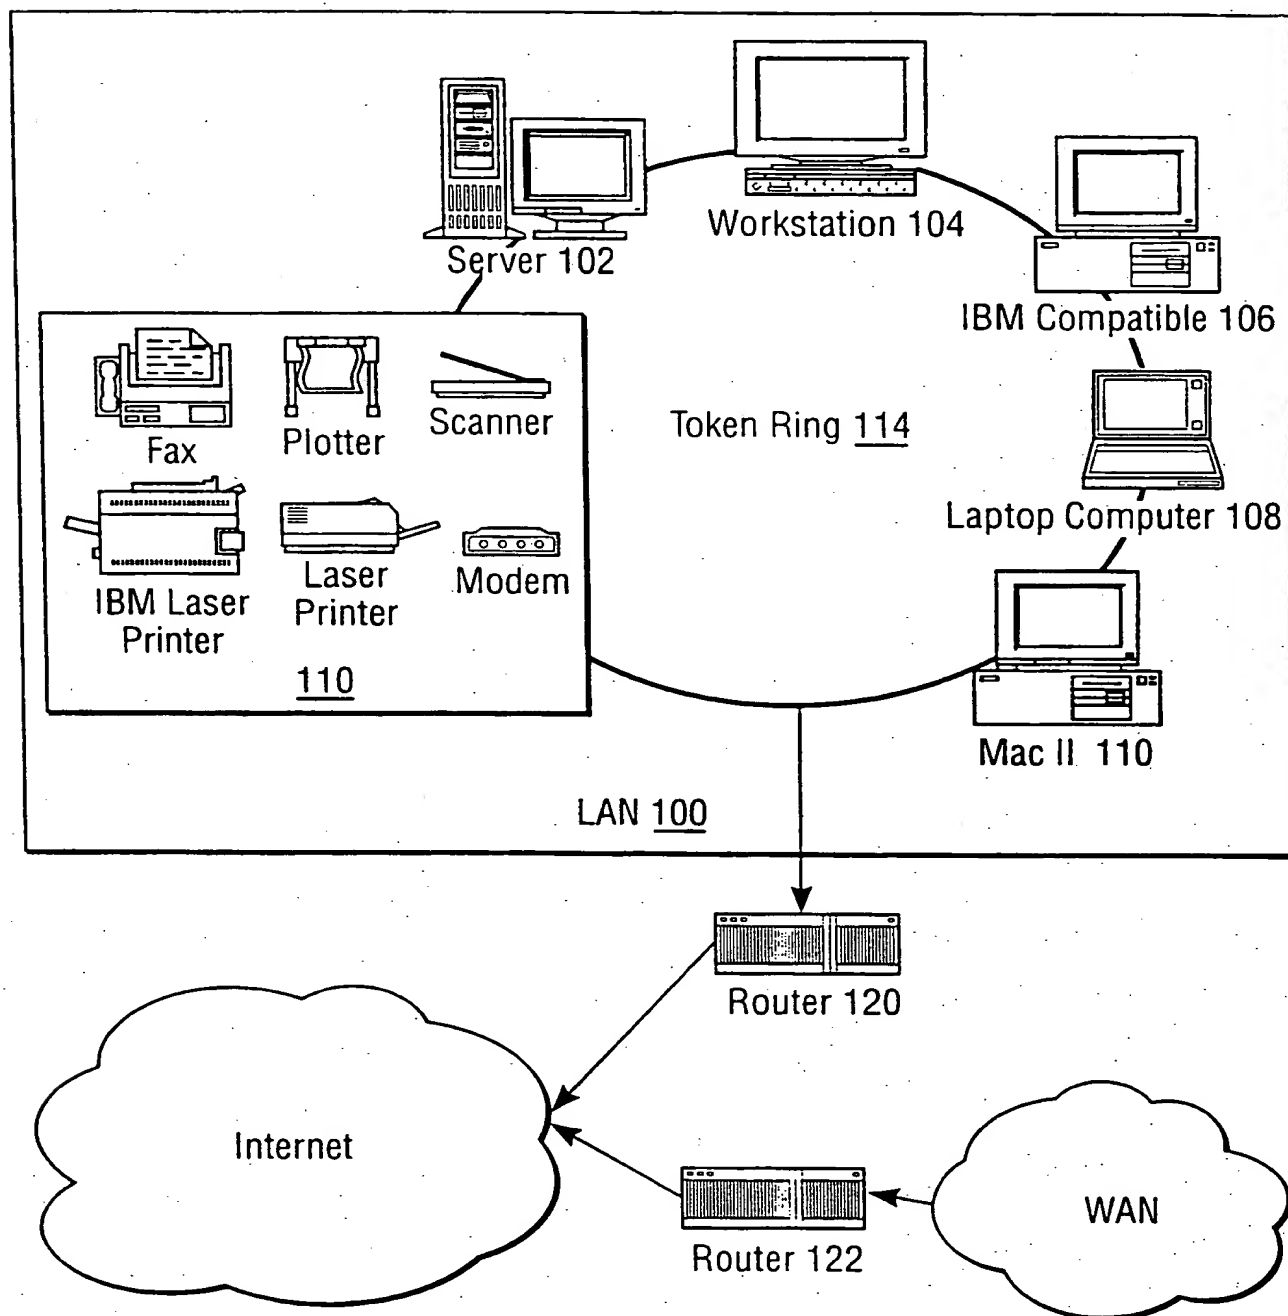 Workstation 104
Server 102
IBM Compatible 106
Fax
Plotter
Scanner
Token Ring 114
IBM Laser
Printer
Laser
Printer
Modem
Laptop Computer 108
110
Mac II 110
LAN 100
Router 120
Internet
Router 122
WAN